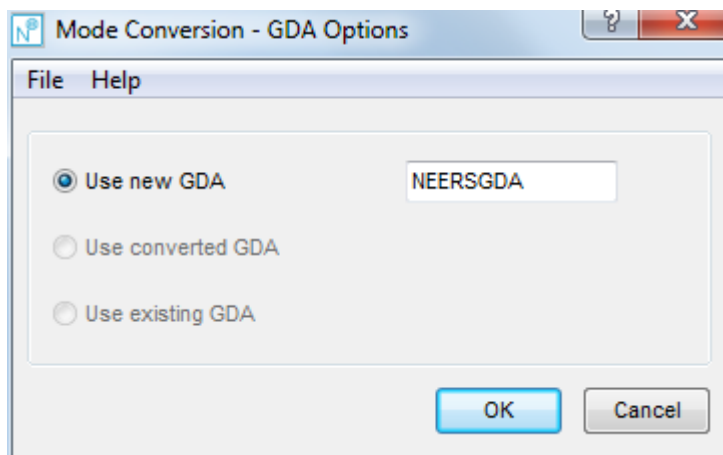 Mode Conversion - GDA Options
File Help
Use new GDA NEERSGDA
Use converted GDA
Use existing GDA
OK Cancel